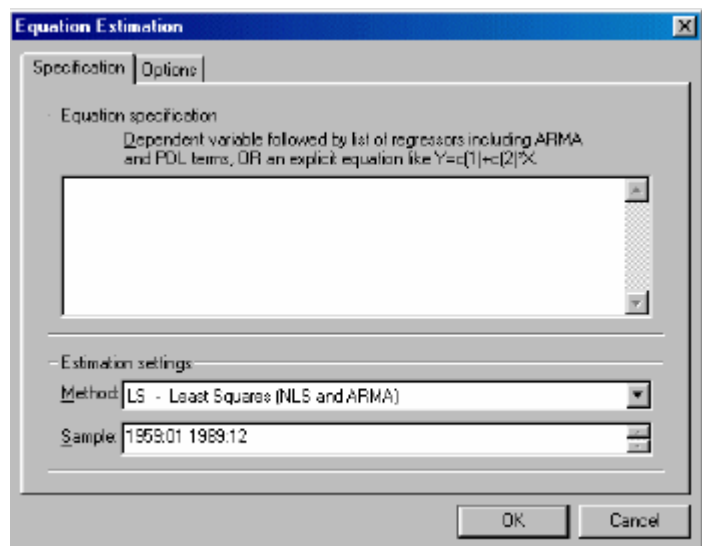 Equation Estimation
Specification
Options
Equation specification
Dependent variable followed by list of regressors including ARMA
and PDL terms, OR an explicit equation like Y=c(1)+c(2)*X.
Estimation settings
Method:
LS - Least Squares (NLS and ARMA)
Sample:
1959:01 1989:12
OK
Cancel